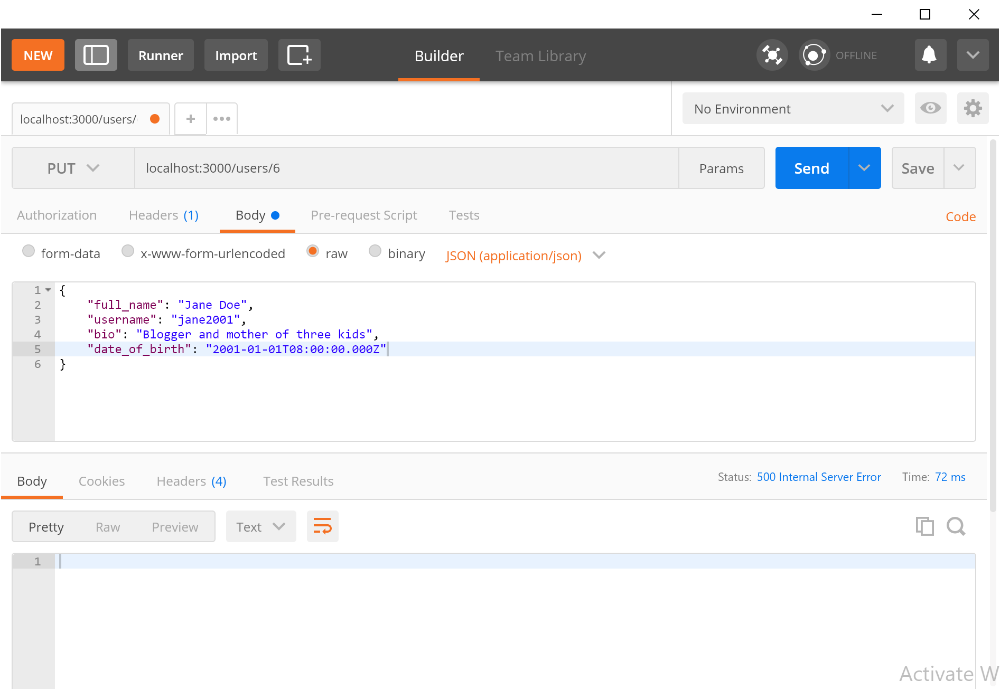 NEW Runner Import Builder Team Library OFFLINE
localhost:3000/users/ + ••• No Environment
PUT localhost:3000/users/6 Params Send Save
Authorization Headers (1) Body Pre-request Script Tests Code
form-data x-www-form-urlencoded raw binary JSON (application/json)
1 {
2 "full_name": "Jane Doe",
3 "username": "jane2001",
4 "bio": "Blogger and mother of three kids",
5 "date_of_birth": "2001-01-01T08:00:00.000Z"
6 }
Body Cookies Headers (4) Test Results Status: 500 Internal Server Error Time: 72 ms
Pretty Raw Preview Text
1
Activate W